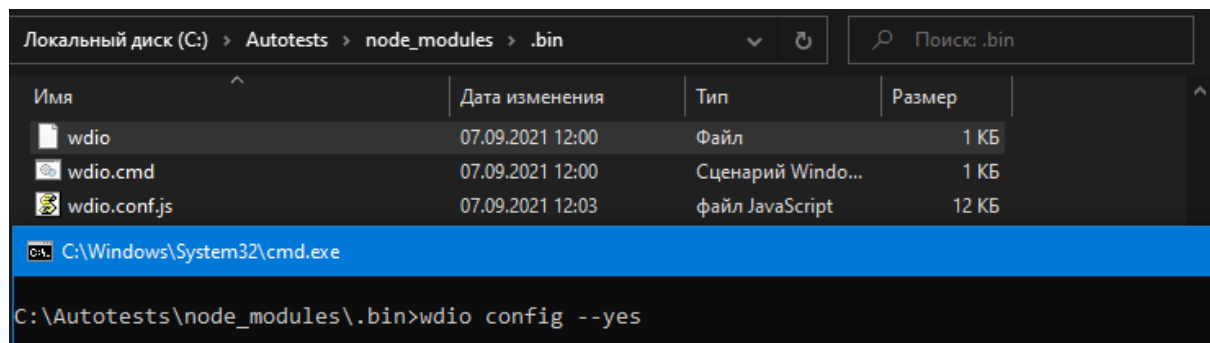 Локальный диск (C:) › Autotests › node_modules › .bin Поиск: .bin
Имя Дата изменения Тип Размер
wdio 07.09.2021 12:00 Файл 1 КБ
wdio.cmd 07.09.2021 12:00 Сценарий Windo... 1 КБ
wdio.conf.js 07.09.2021 12:03 файл JavaScript 12 КБ
C:\Windows\System32\cmd.exe
C:\Autotests\node_modules\.bin>wdio config --yes